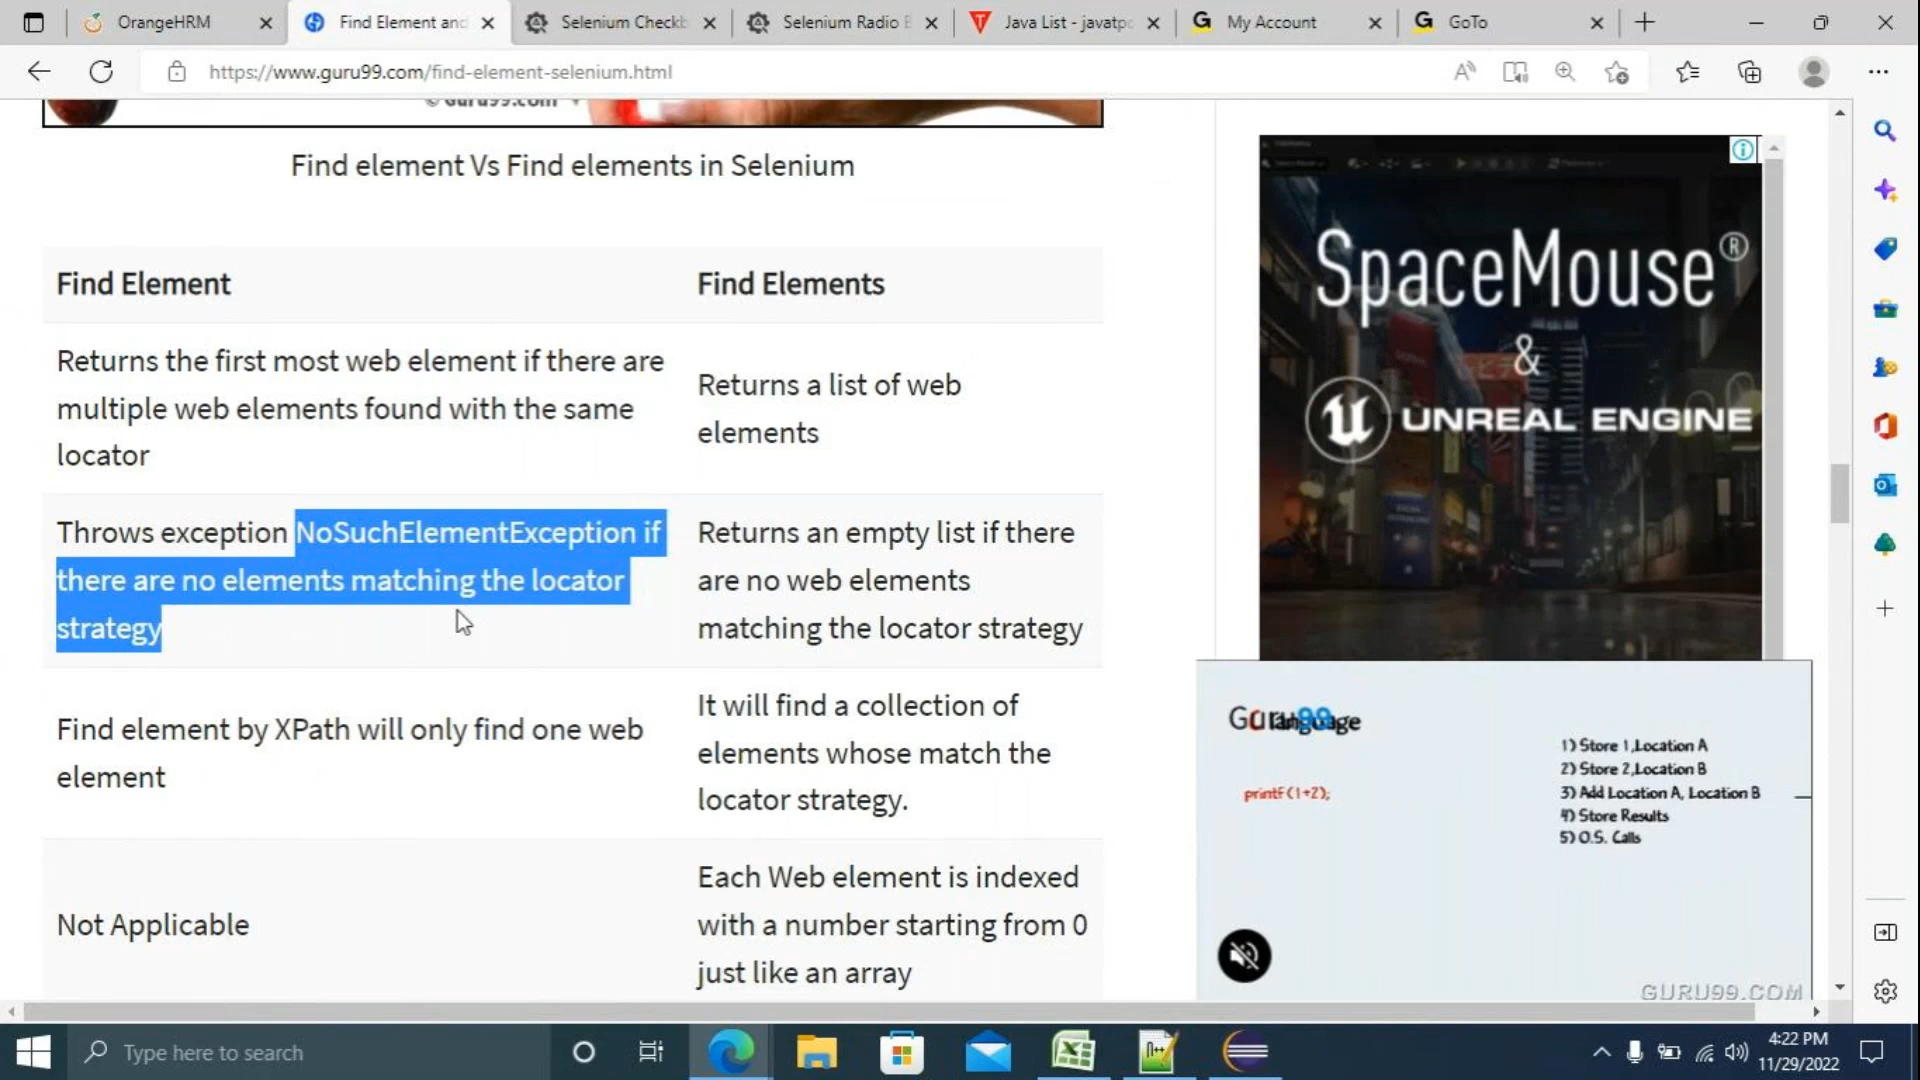 OrangeHRM
Find Element and
Selenium Checkb
Selenium Radio B
Java List - javatpo
My Account
GoTo
https://www.guru99.com/find-element-selenium.html
Find element Vs Find elements in Selenium
Find Element
Find Elements
Returns the first most web element if there are
multiple web elements found with the same
locator
Returns a list of web
elements
Throws exception NoSuchElementException if
there are no elements matching the locator
strategy
Returns an empty list if there
are no web elements
matching the locator strategy
Find element by XPath will only find one web
element
It will find a collection of
elements whose match the
locator strategy.
Not Applicable
Each Web element is indexed
with a number starting from 0
just like an array
SpaceMouse®
&
UNREAL ENGINE
printf(1+2);
1) Store 1,Location A
2) Store 2,Location B
3) Add Location A, Location B
4) Store Results
5) O.S. Calls
GURU99.COM
Type here to search
4:22 PM
11/29/2022